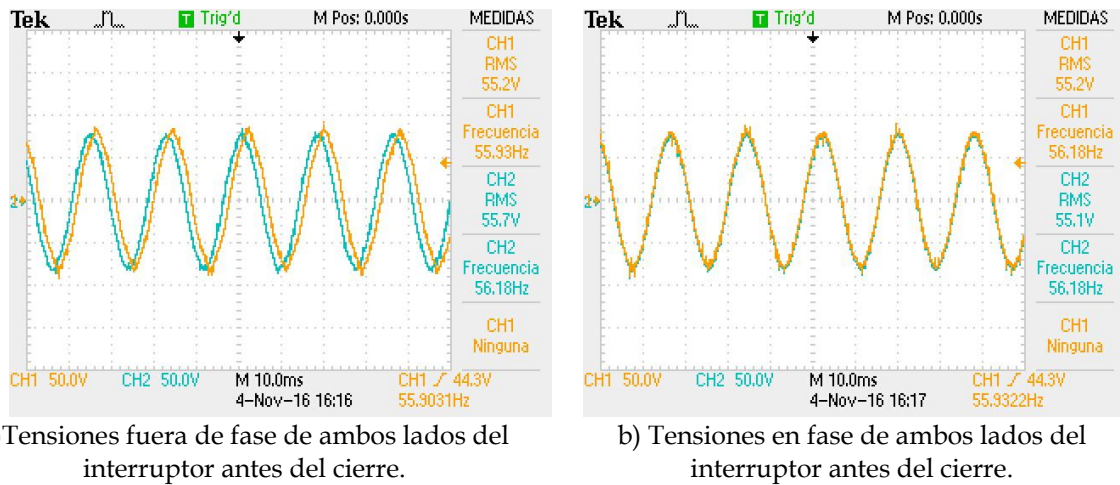 Tek Trig'd M Pos: 0.000s MEDIDAS
CH1
RMS
55.2V
CH1
Frecuencia
55.93Hz
CH2
RMS
55.7V
CH2
Frecuencia
56.18Hz
CH1
Ninguna
2
CH1 50.0V CH2 50.0V M 10.0ms CH1 44.3V
4-Nov-16 16:16 55.9031Hz
Tensiones fuera de fase de ambos lados del
interruptor antes del cierre.
Tek Trig'd M Pos: 0.000s MEDIDAS
CH1
RMS
55.2V
CH1
Frecuencia
56.18Hz
CH2
RMS
55.1V
CH2
Frecuencia
56.18Hz
CH1
Ninguna
2
CH1 50.0V CH2 50.0V M 10.0ms CH1 44.3V
4-Nov-16 16:17 55.9322Hz
b) Tensiones en fase de ambos lados del
interruptor antes del cierre.